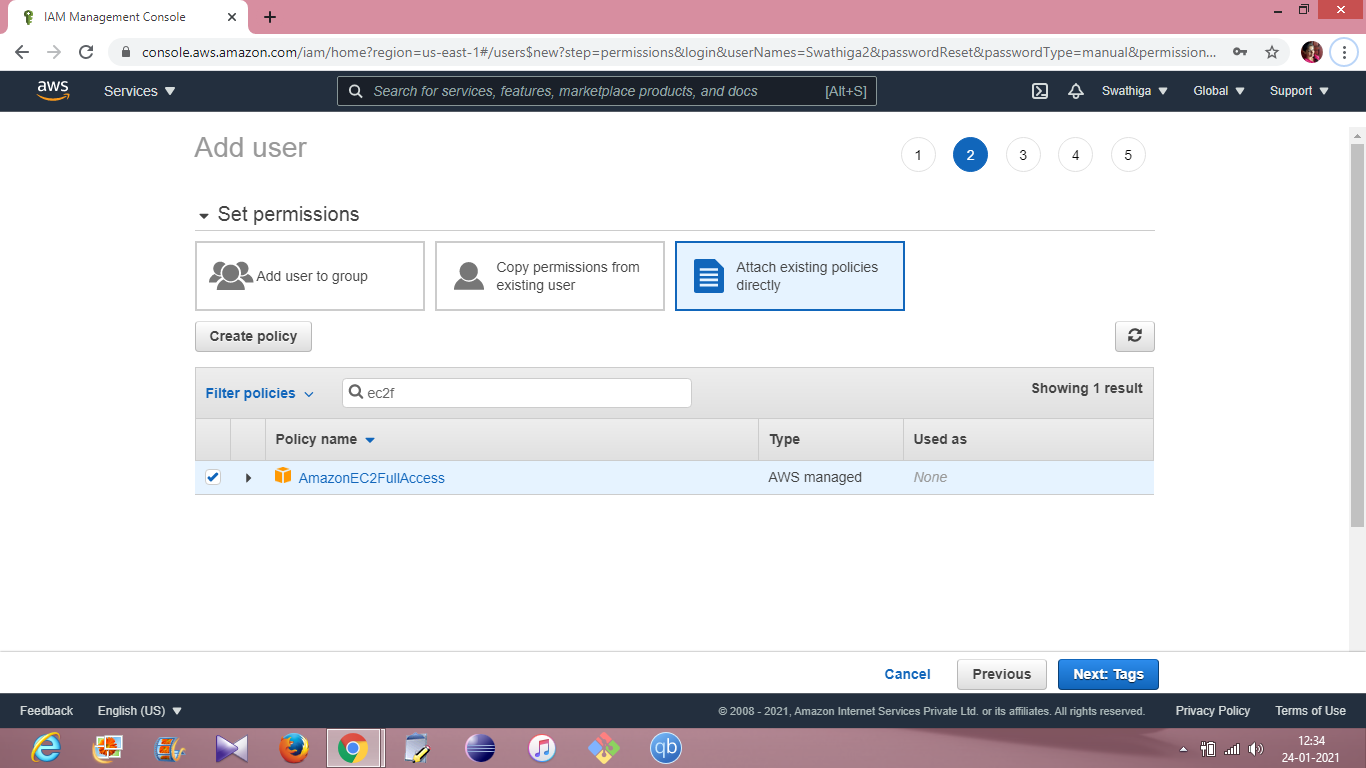 IAM Management Console
console.aws.amazon.com/iam/home?region=us-east-1#/users$new?step=permissions&login&userNames=Swathiga2&passwordReset&passwordType=manual&permission...
aws
Services
Search for services, features, marketplace products, and docs
[Alt+S]
Swathiga
Global
Support
Add user
1
2
3
4
5
Set permissions
Add user to group
Copy permissions from
existing user
Attach existing policies
directly
Create policy
Filter policies
ec2f
Showing 1 result
Policy name
Type
Used as
AmazonEC2FullAccess
AWS managed
None
Cancel
Previous
Next: Tags
Feedback
English (US)
© 2008 - 2021, Amazon Internet Services Private Ltd. or its affiliates. All rights reserved.
Privacy Policy
Terms of Use
qb
12:34
24-01-2021